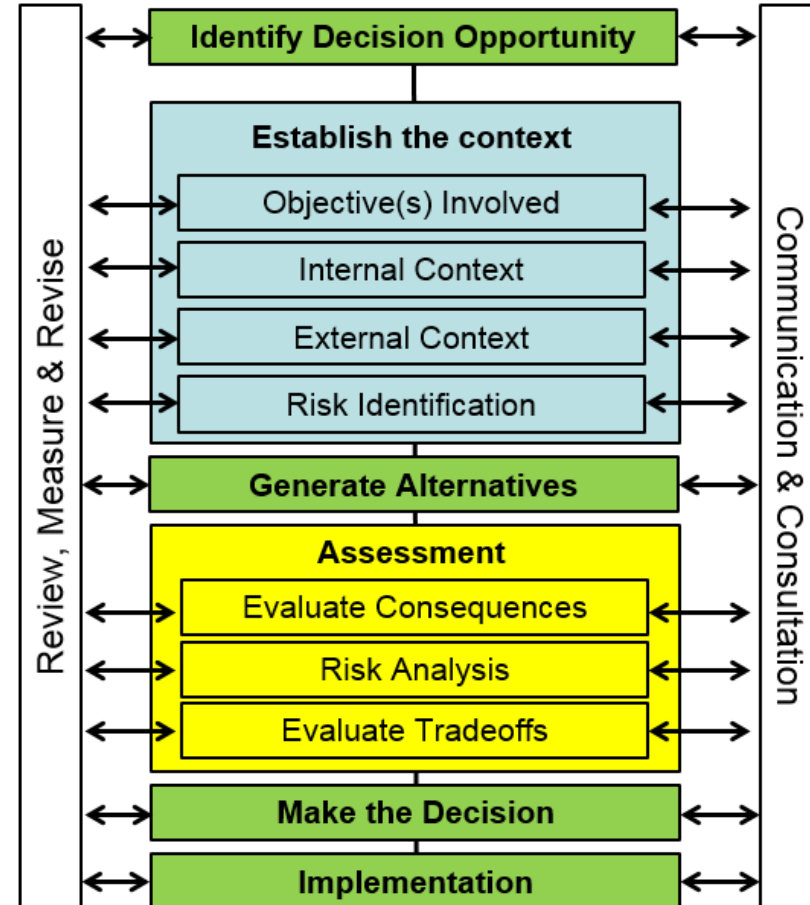 Identify Decision Opportunity
Establish the context
Objective(s) Involved
Internal Context
External Context
Risk Identification
Generate Alternatives
Assessment
Evaluate Consequences
Risk Analysis
Evaluate Tradeoffs
Make the Decision
Implementation
Review, Measure & Revise
Communication & Consultation